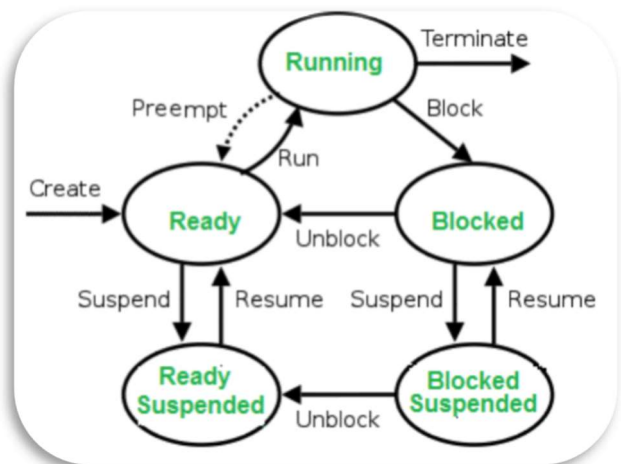 Running
Terminate
Preempt
Block
Run
Create
Ready
Blocked
Unblock
Suspend
Resume
Suspend
Resume
Ready
Suspended
Blocked
Suspended
Unblock